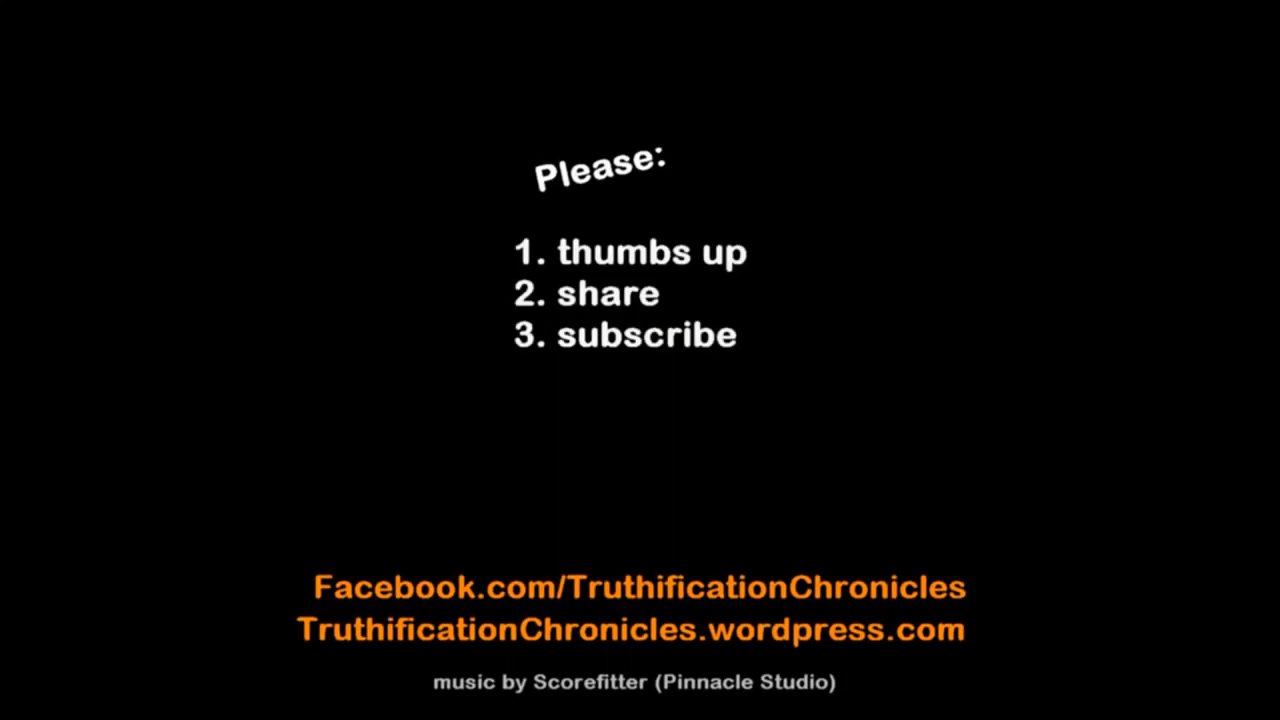 Please:
1. thumbs up
2. share
3. subscribe
Facebook.com/TruthificationChronicles
TruthificationChronicles.wordpress.com
music by Scorefitter (Pinnacle Studio)